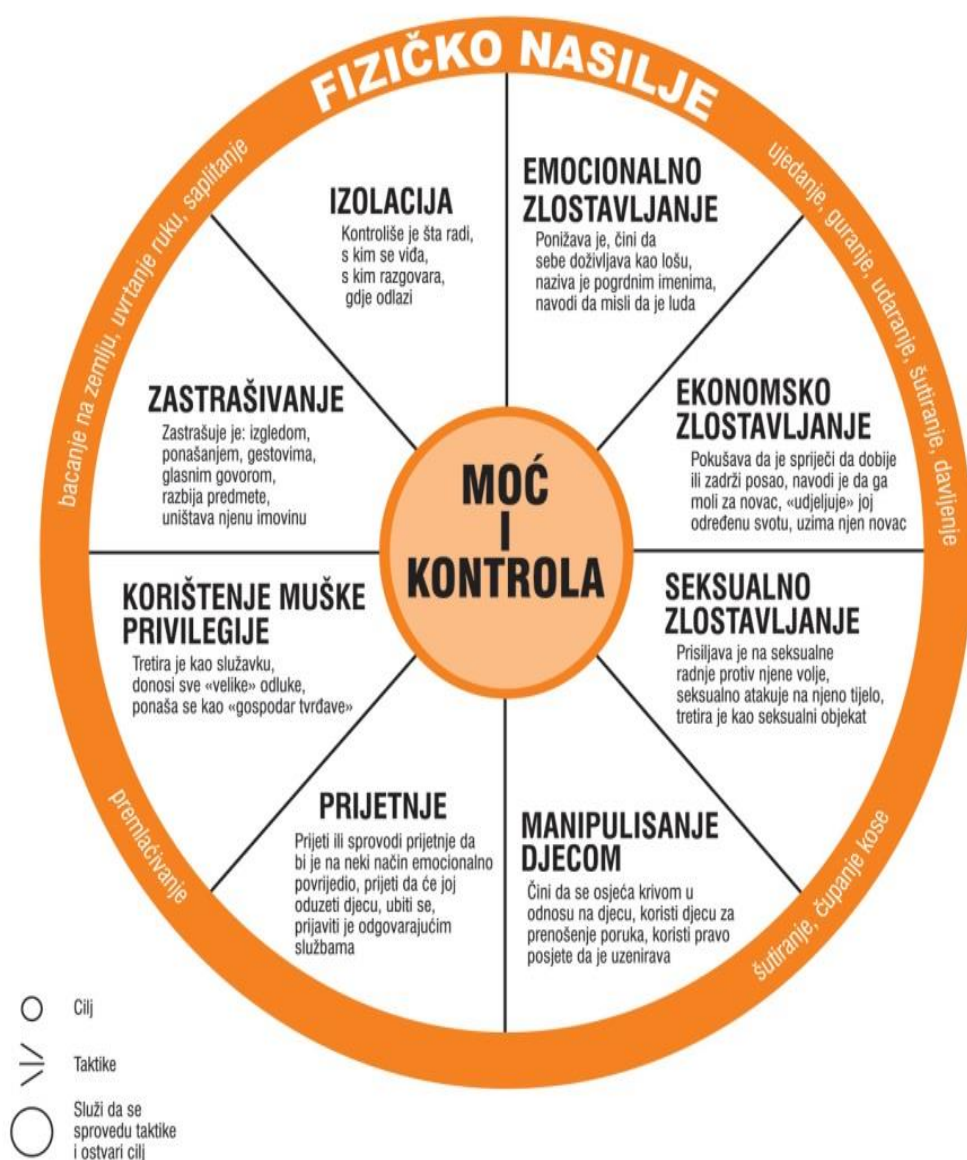 FIZIČKO NASILJE
ujedanje, guranje, udaranje, šutiranje, davljenje
šutiranje, čupanje kose
premlaćivanje
bacanje na zemlju, uvrtanje ruku, saplitanje
IZOLACIJA
Kontroliše je šta radi,
s kim se viđa,
s kim razgovara,
gdje odlazi
EMOCIONALNO
ZLOSTAVLJANJE
Ponižava je, čini da
sebe doživljava kao lošu,
naziva je pogrdnim imenima,
navodi da misli da je luda
ZASTRAŠIVANJE
Zastrašuje je: izgledom,
ponašanjem, gestovima,
glasnim govorom,
razbija predmete,
uništava njenu imovinu
EKONOMSKO
ZLOSTAVLJANJE
Pokušava da je spriječi da dobije
ili zadrži posao, navodi je da ga
moli za novac, «udjeljuje» joj
određenu svotu, uzima njen novac
MOĆ
I
KONTROLA
KORIŠTENJE MUŠKE
PRIVILEGIJE
Tretira je kao služavku,
donosi sve «velike» odluke,
ponaša se kao «gospodar tvrđave»
SEKSUALNO
ZLOSTAVLJANJE
Prisiljava je na seksualne
radnje protiv njene volje,
seksualno atakuje na njeno tijelo,
tretira je kao seksualni objekat
PRIJETNJE
Prijeti ili sprovodi prijetnje da
bi je na neki način emocionalno
povrijedio, prijeti da će joj
oduzeti djecu, ubiti se,
prijaviti je odgovarajućim
službama
MANIPULISANJE
DJECOM
Čini da se osjeća krivom u
odnosu na djecu, koristi djecu za
prenošenje poruka, koristi pravo
posjete da je uzenirava
Cilj
Taktike
Služi da se
sprovedu taktike
i ostvari cilj